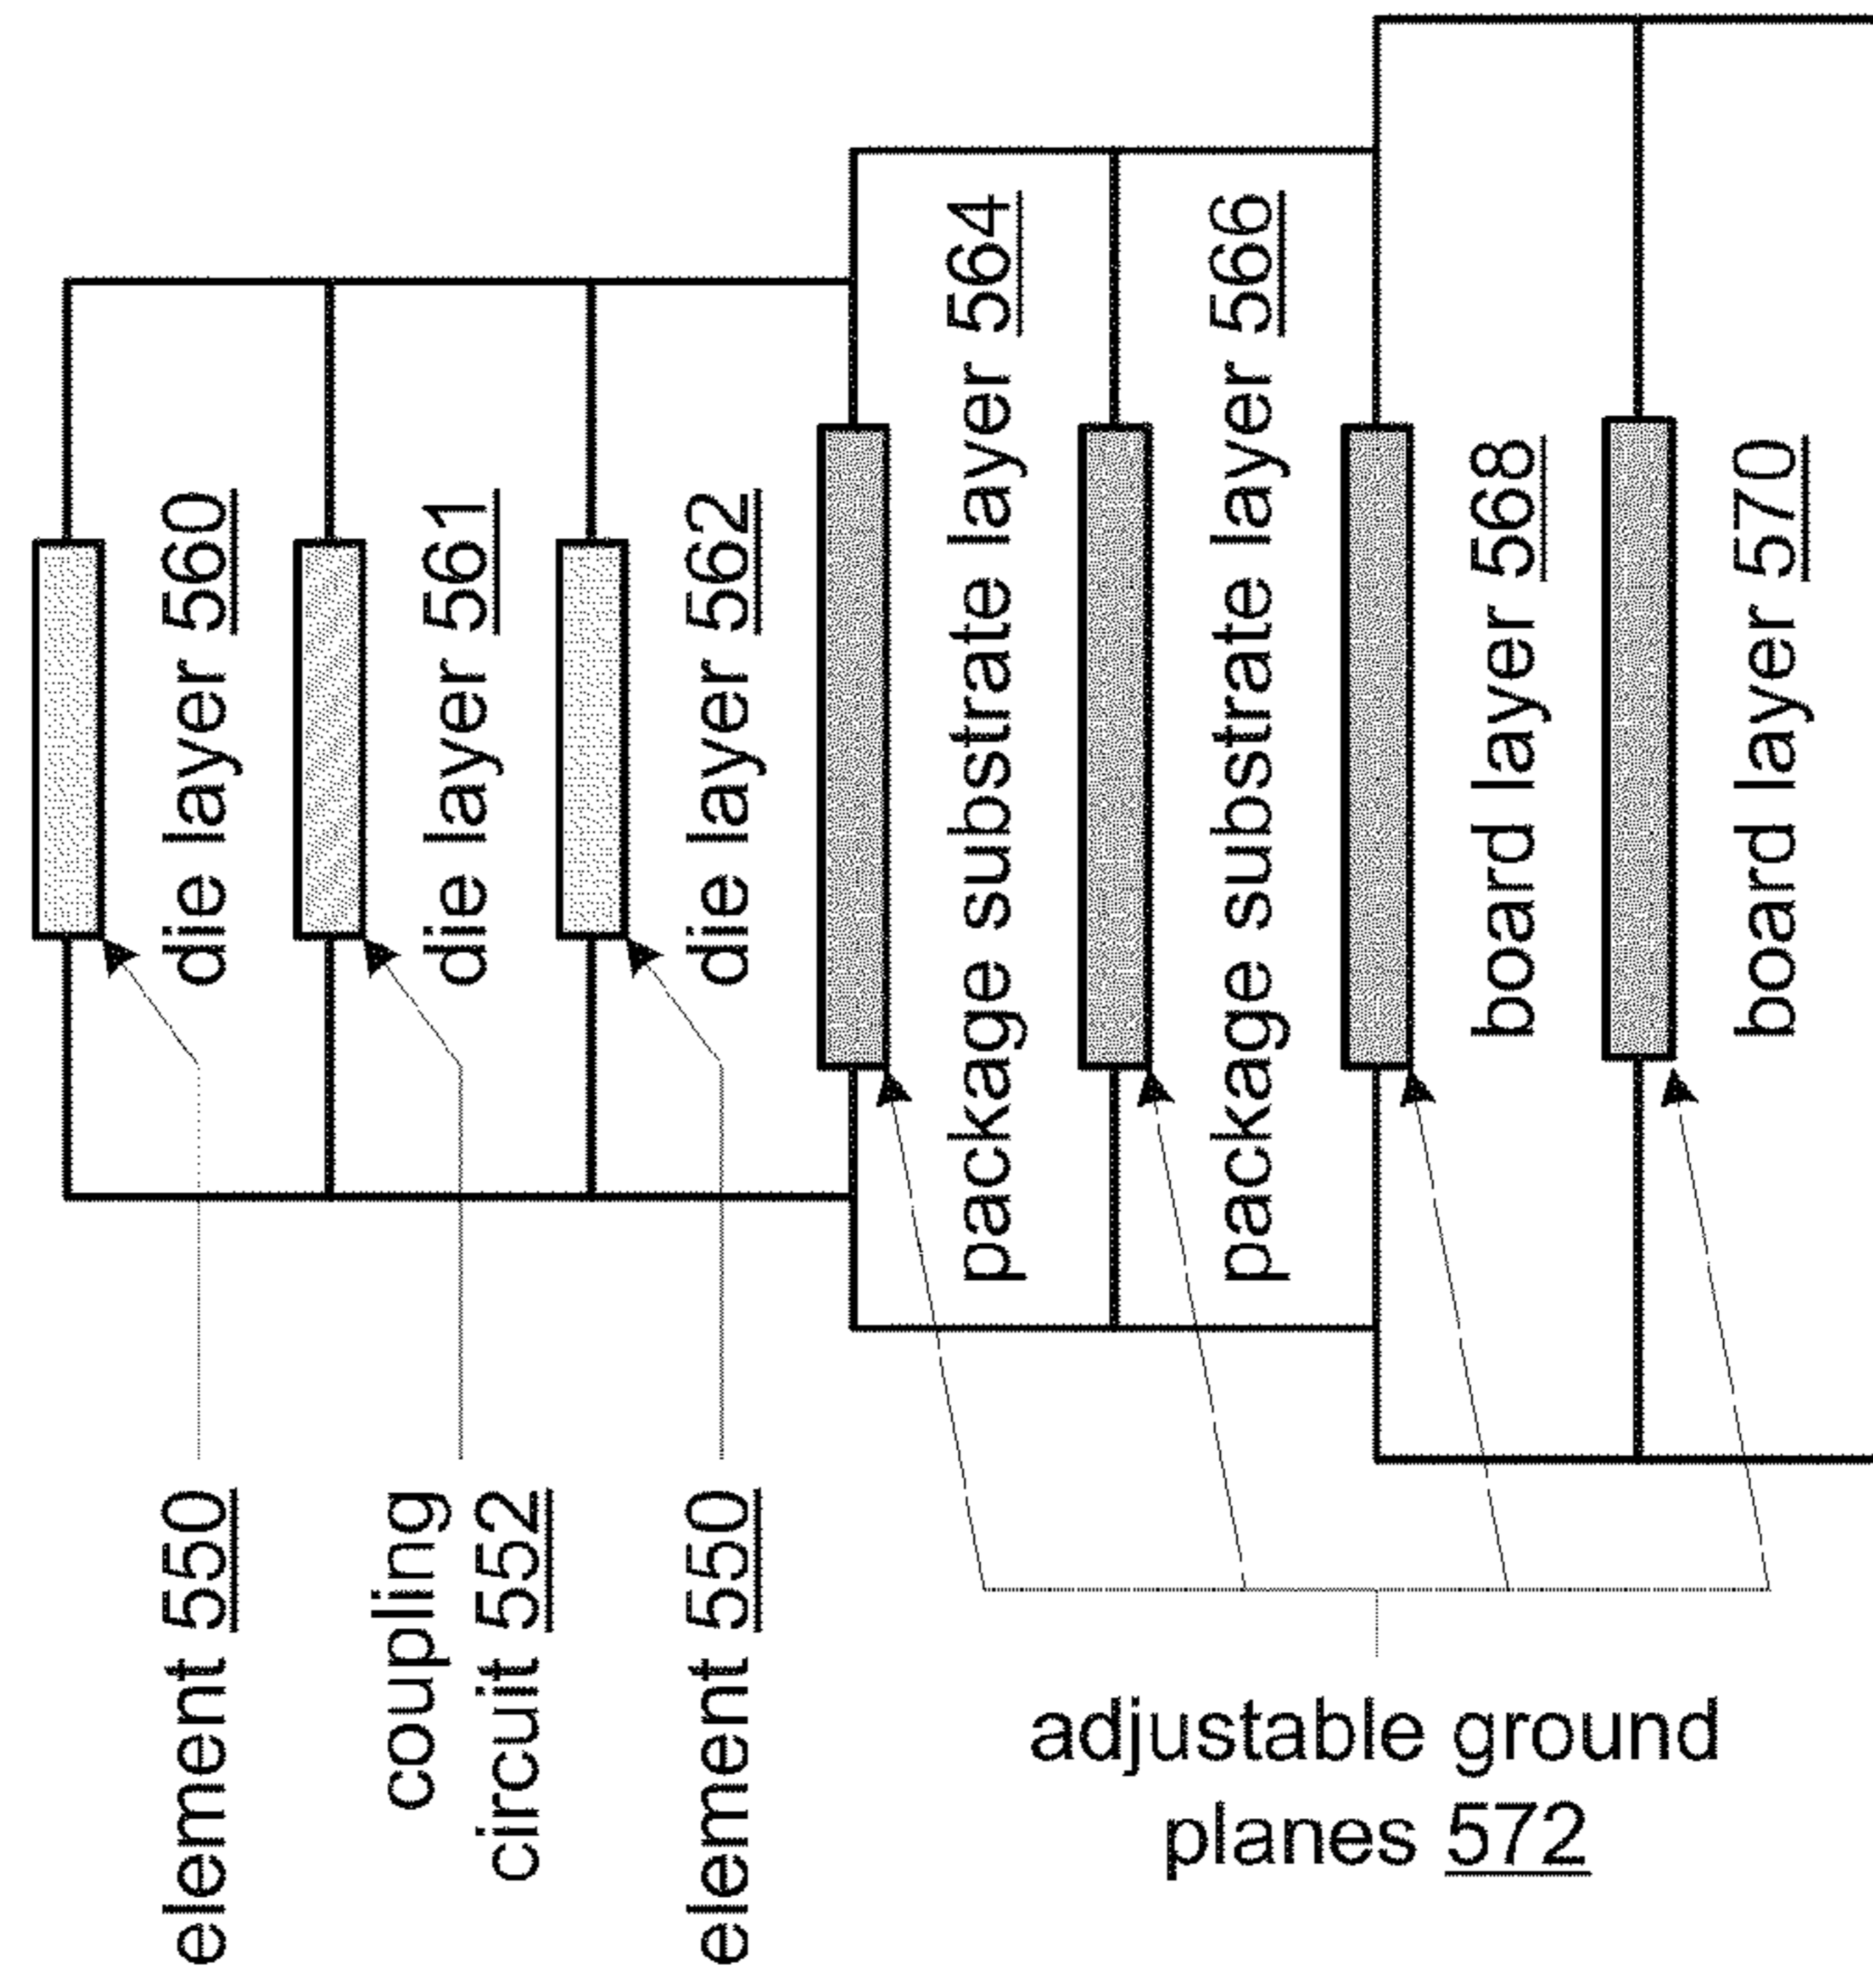 element 550
coupling
circuit 552
element 550
die layer 560
die layer 561
die layer 562
package substrate layer 564
package substrate layer 566
board layer 568
board layer 570
adjustable ground
planes 572